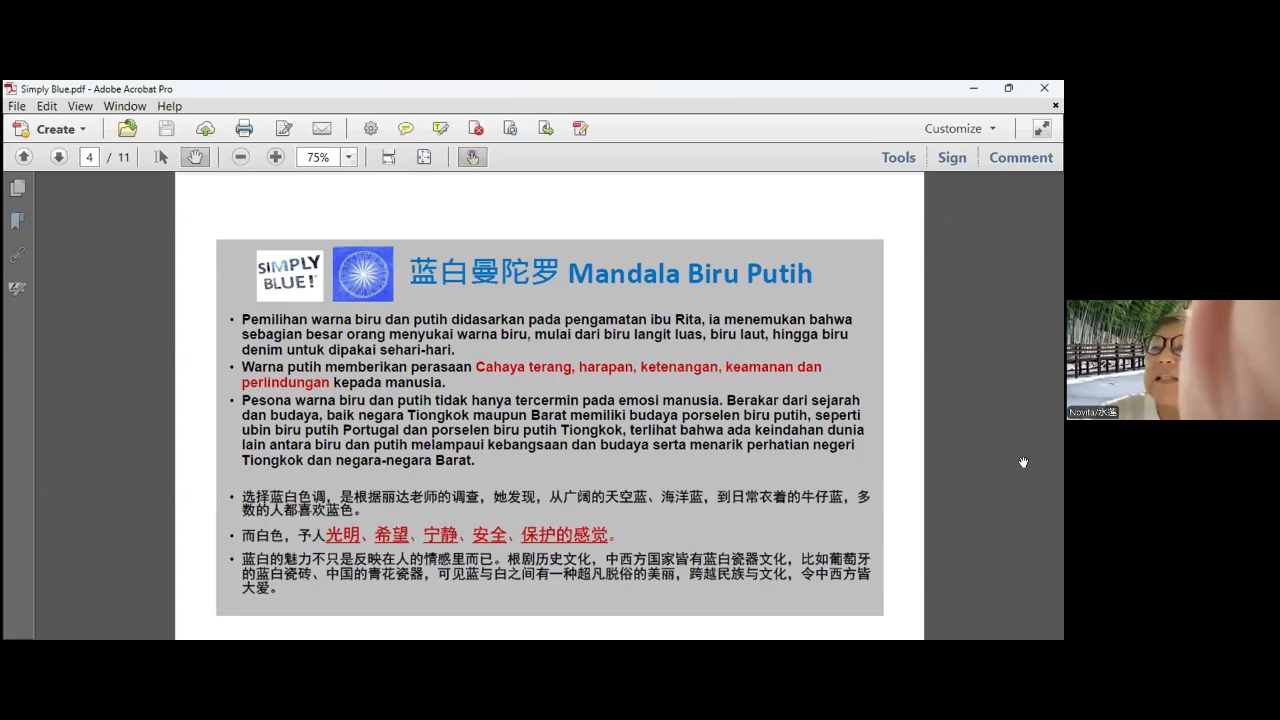 Simply Blue.pdf - Adobe Acrobat Pro
File Edit View Window Help
Create
Customize
4 / 11
75%
Tools Sign Comment
SIMPLY
BLUE!
蓝白曼陀罗 Mandala Biru Putih
• Pemilihan warna biru dan putih didasarkan pada pengamatan ibu Rita, ia menemukan bahwa
sebagian besar orang menyukai warna biru, mulai dari biru langit luas, biru laut, hingga biru
denim untuk dipakai sehari-hari.
• Warna putih memberikan perasaan Cahaya terang, harapan, ketenangan, keamanan dan
perlindungan kepada manusia.
• Pesona warna biru dan putih tidak hanya tercermin pada emosi manusia. Berakar dari sejarah
dan budaya, baik negara Tiongkok maupun Barat memiliki budaya porselen biru putih, seperti
ubin biru putih Portugal dan porselen biru putih Tiongkok, terlihat bahwa ada keindahan dunia
lain antara biru dan putih melampaui kebangsaan dan budaya serta menarik perhatian negeri
Tiongkok dan negara-negara Barat.
• 选择蓝白色调，是根据丽达老师的调查，她发现，从广阔的天空蓝、海洋蓝，到日常衣着的牛仔蓝，多
数的人都喜欢蓝色。
• 而白色，予人光明、希望、宁静、安全、保护的感觉。
• 蓝白的魅力不只是反映在人的情感里而已。根剧历史文化，中西方国家皆有蓝白瓷器文化，比如葡萄牙
的蓝白瓷砖、中国的青花瓷器，可见蓝与白之间有一种超凡脱俗的美丽，跨越民族与文化，令中西方皆
大爱。
Novita/水莲